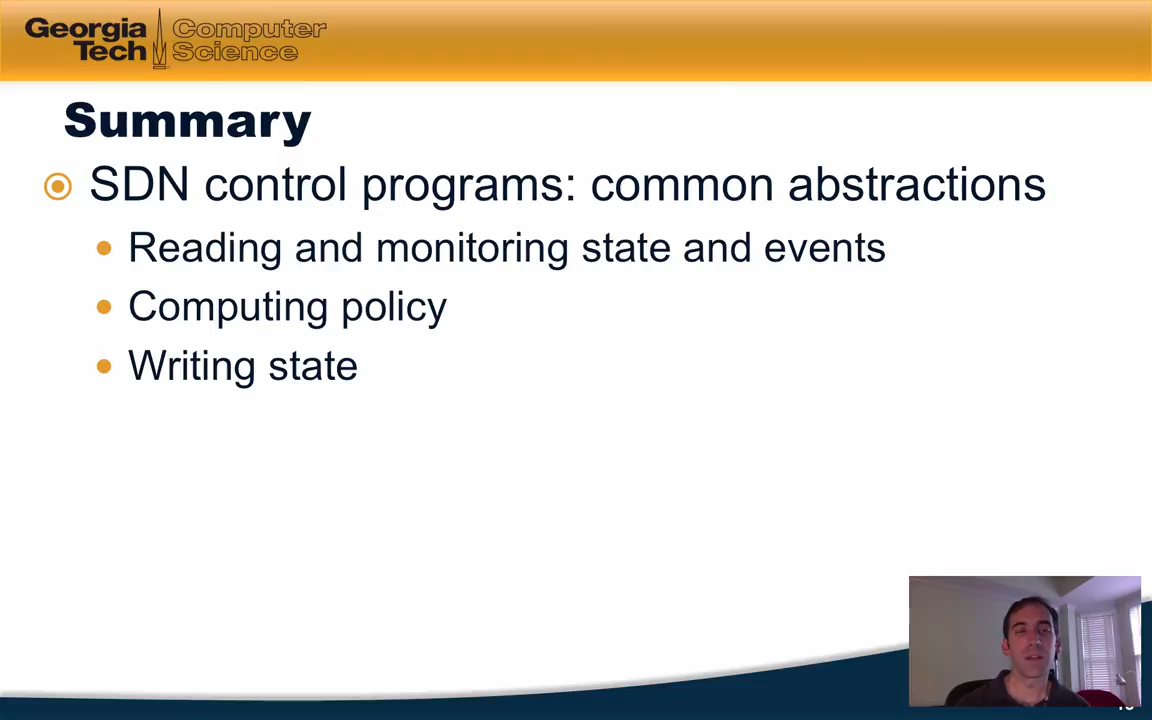 Georgia Tech
Computer Science
Summary
SDN control programs: common abstractions
Reading and monitoring state and events
Computing policy
Writing state